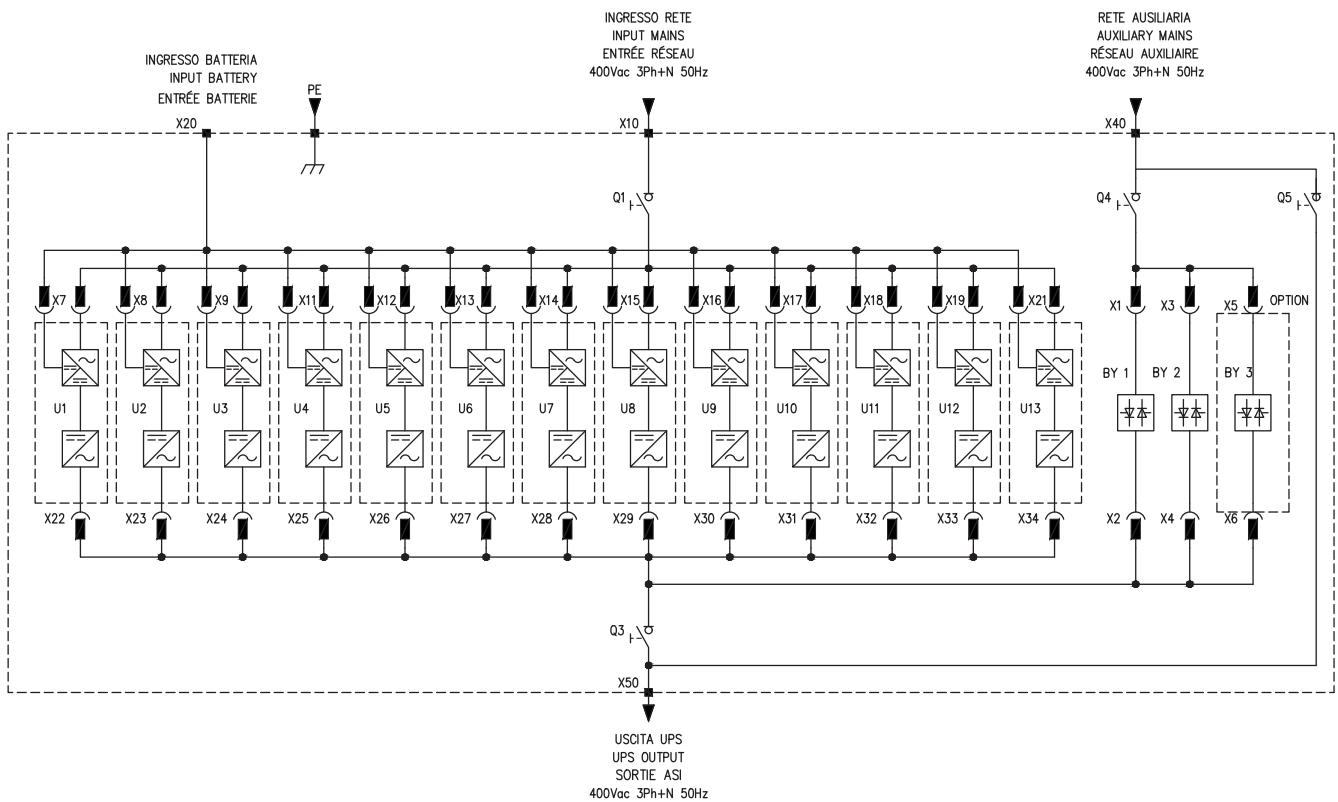 INGRESSO BATTERIA
INPUT BATTERY
ENTRÉE BATTERIE
PE
INGRESSO RETE
INPUT MAINS
ENTRÉE RÉSEAU
400Vac 3Ph+N 50Hz
RETE AUSILIARIA
AUXILIARY MAINS
RÉSEAU AUXILIAIRE
400Vac 3Ph+N 50Hz
X20
X10
X40
Q1
Q4
Q5
X7
X8
X9
X11
X12
X13
X14
X15
X16
X17
X18
X19
X21
X1
X3
X5
OPTION
BY 1
BY 2
BY 3
U1
U2
U3
U4
U5
U6
U7
U8
U9
U10
U11
U12
U13
X22
X23
X24
X25
X26
X27
X28
X29
X30
X31
X32
X33
X34
X2
X4
X6
Q3
X50
USCITA UPS
UPS OUTPUT
SORTIE ASI
400Vac 3Ph+N 50Hz